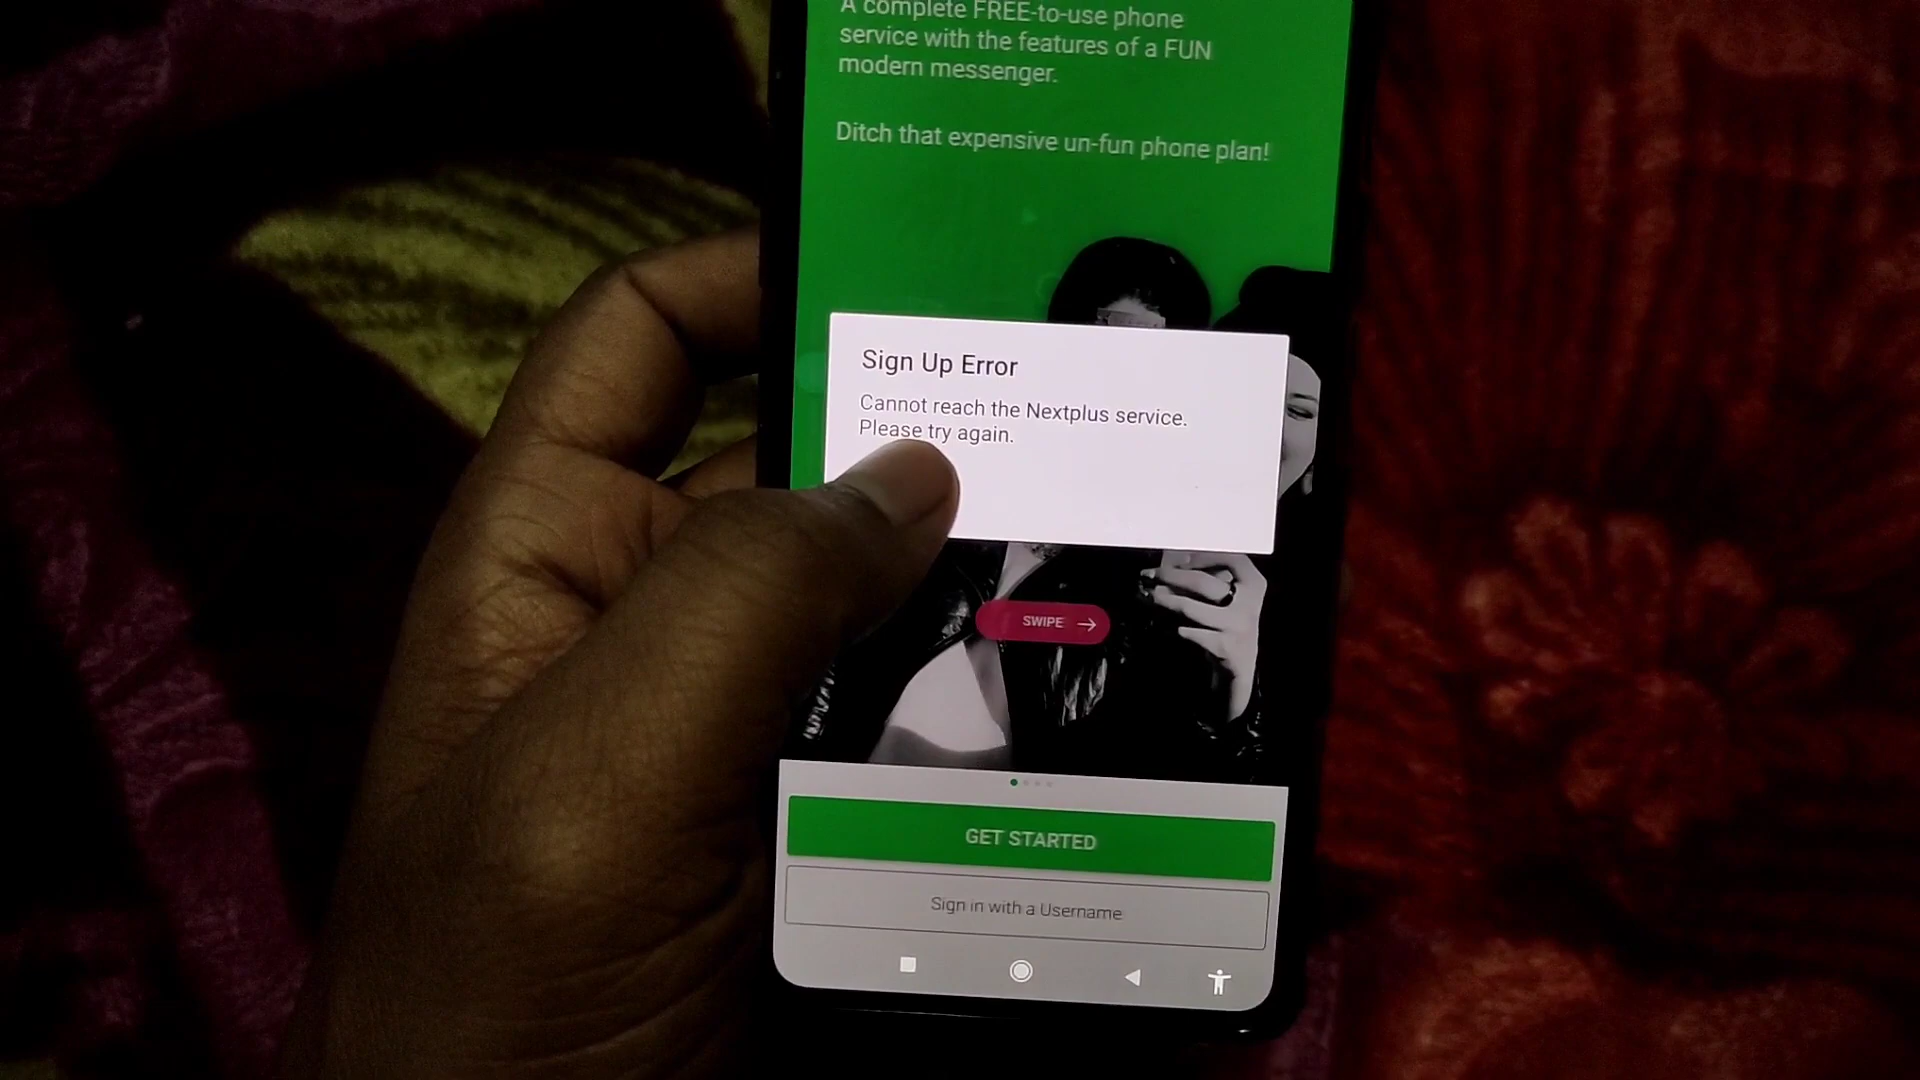 A complete FREE-to-use phone
service with the features of a FUN
modern messenger.
Ditch that expensive un-fun phone plan!
Sign Up Error
Cannot reach the Nextplus service.
Please try again.
SWIPE
GET STARTED
Sign in with a Username